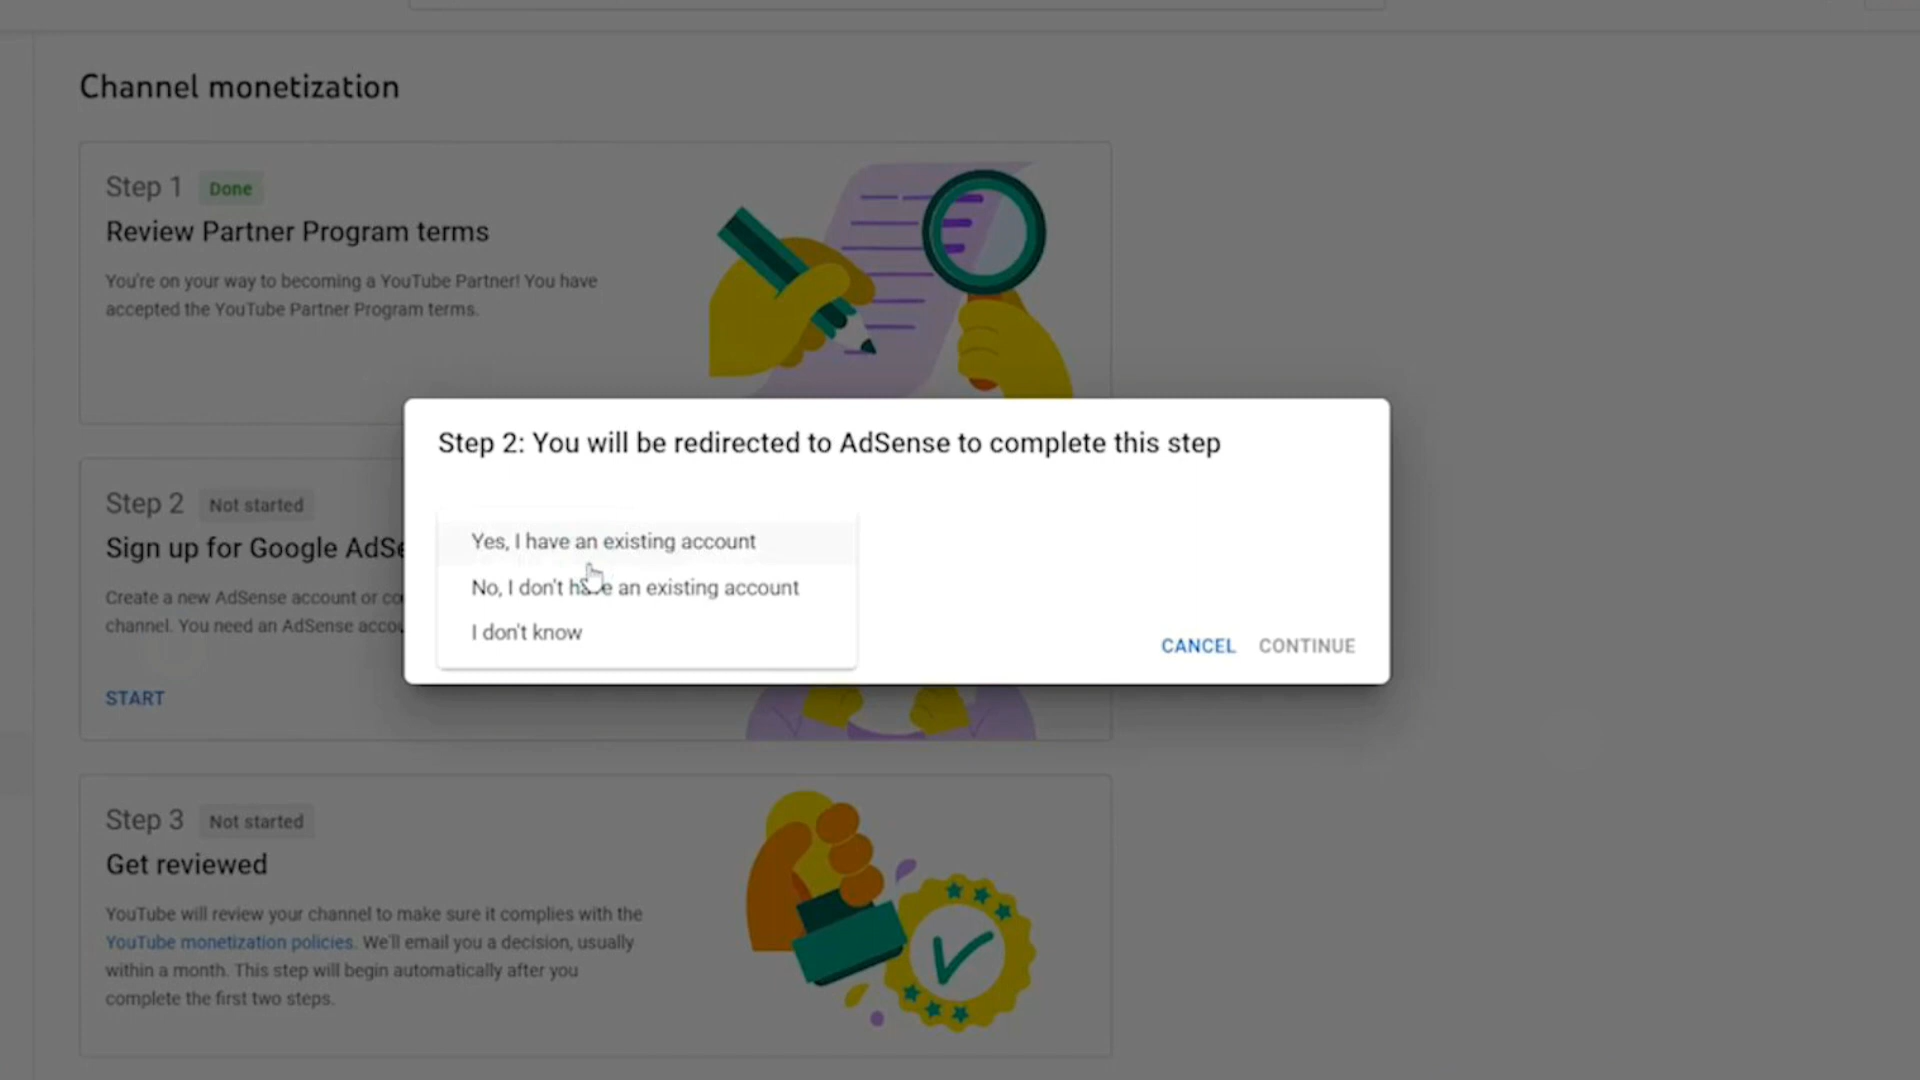 Channel monetization
Step 1 Done
Review Partner Program terms
You're on your way to becoming a YouTube Partner! You have
accepted the YouTube Partner Program terms.
Step 2: You will be redirected to AdSense to complete this step
Yes, I have an existing account
No, I don't have an existing account
I don't know
CANCEL CONTINUE
Step 2 Not started
Sign up for Google AdSe
Create a new AdSense account or co
channel. You need an AdSense accou
START
Step 3 Not started
Get reviewed
YouTube will review your channel to make sure it complies with the
YouTube monetization policies. We'll email you a decision, usually
within a month. This step will begin automatically after you
complete the first two steps.